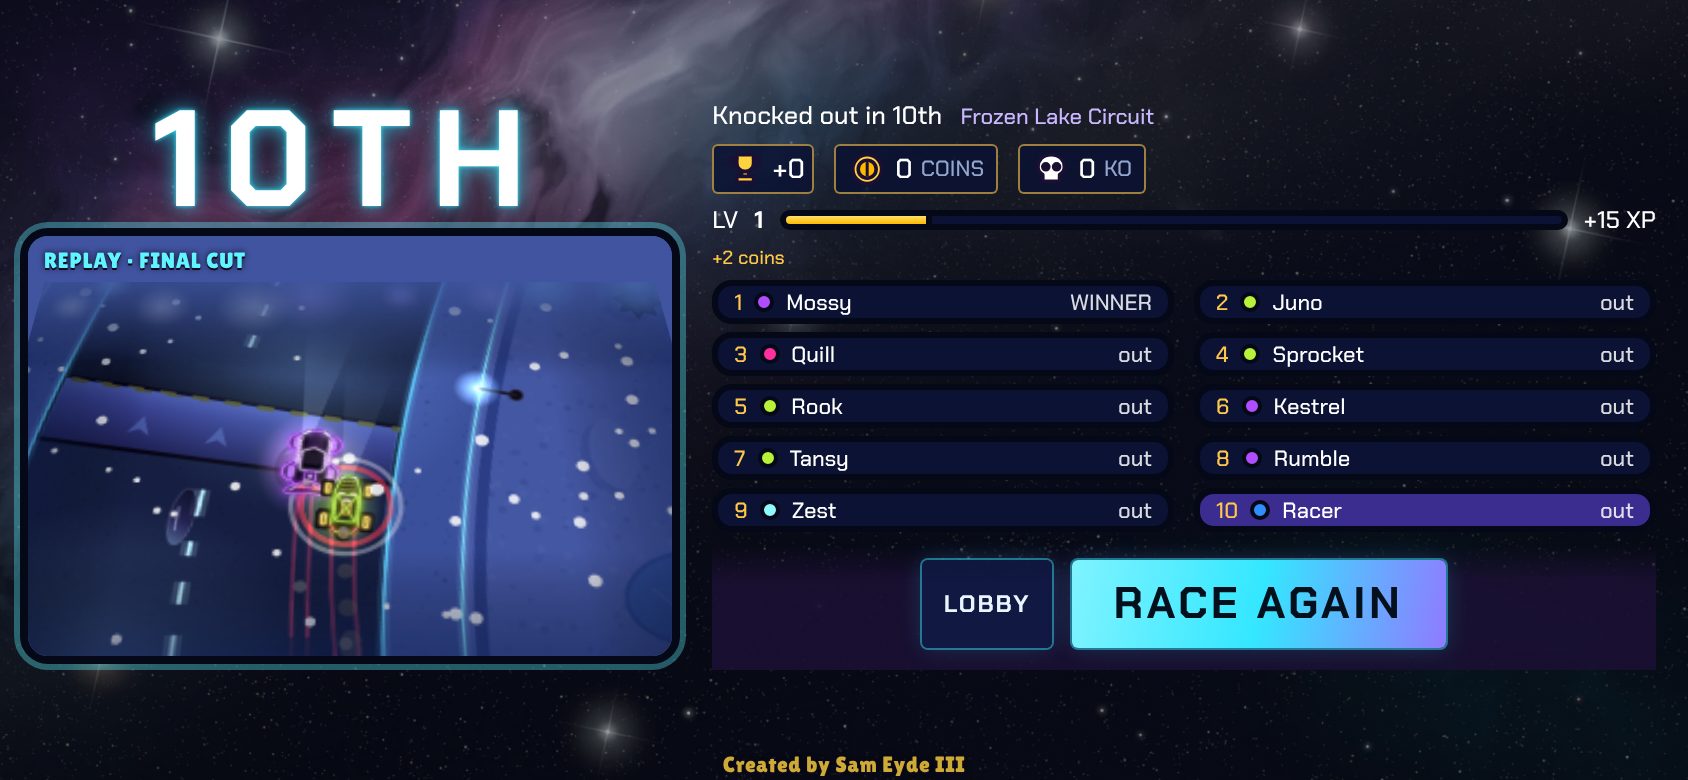 10TH
REPLAY · FINAL CUT
Knocked out in 10th Frozen Lake Circuit
+0 0 COINS 0 KO
LV 1 +15 XP
+2 coins
1 Mossy WINNER
2 Juno out
3 Quill out
4 Sprocket out
5 Rook out
6 Kestrel out
7 Tansy out
8 Rumble out
9 Zest out
10 Racer out
LOBBY
RACE AGAIN
Created by Sam Eyde III